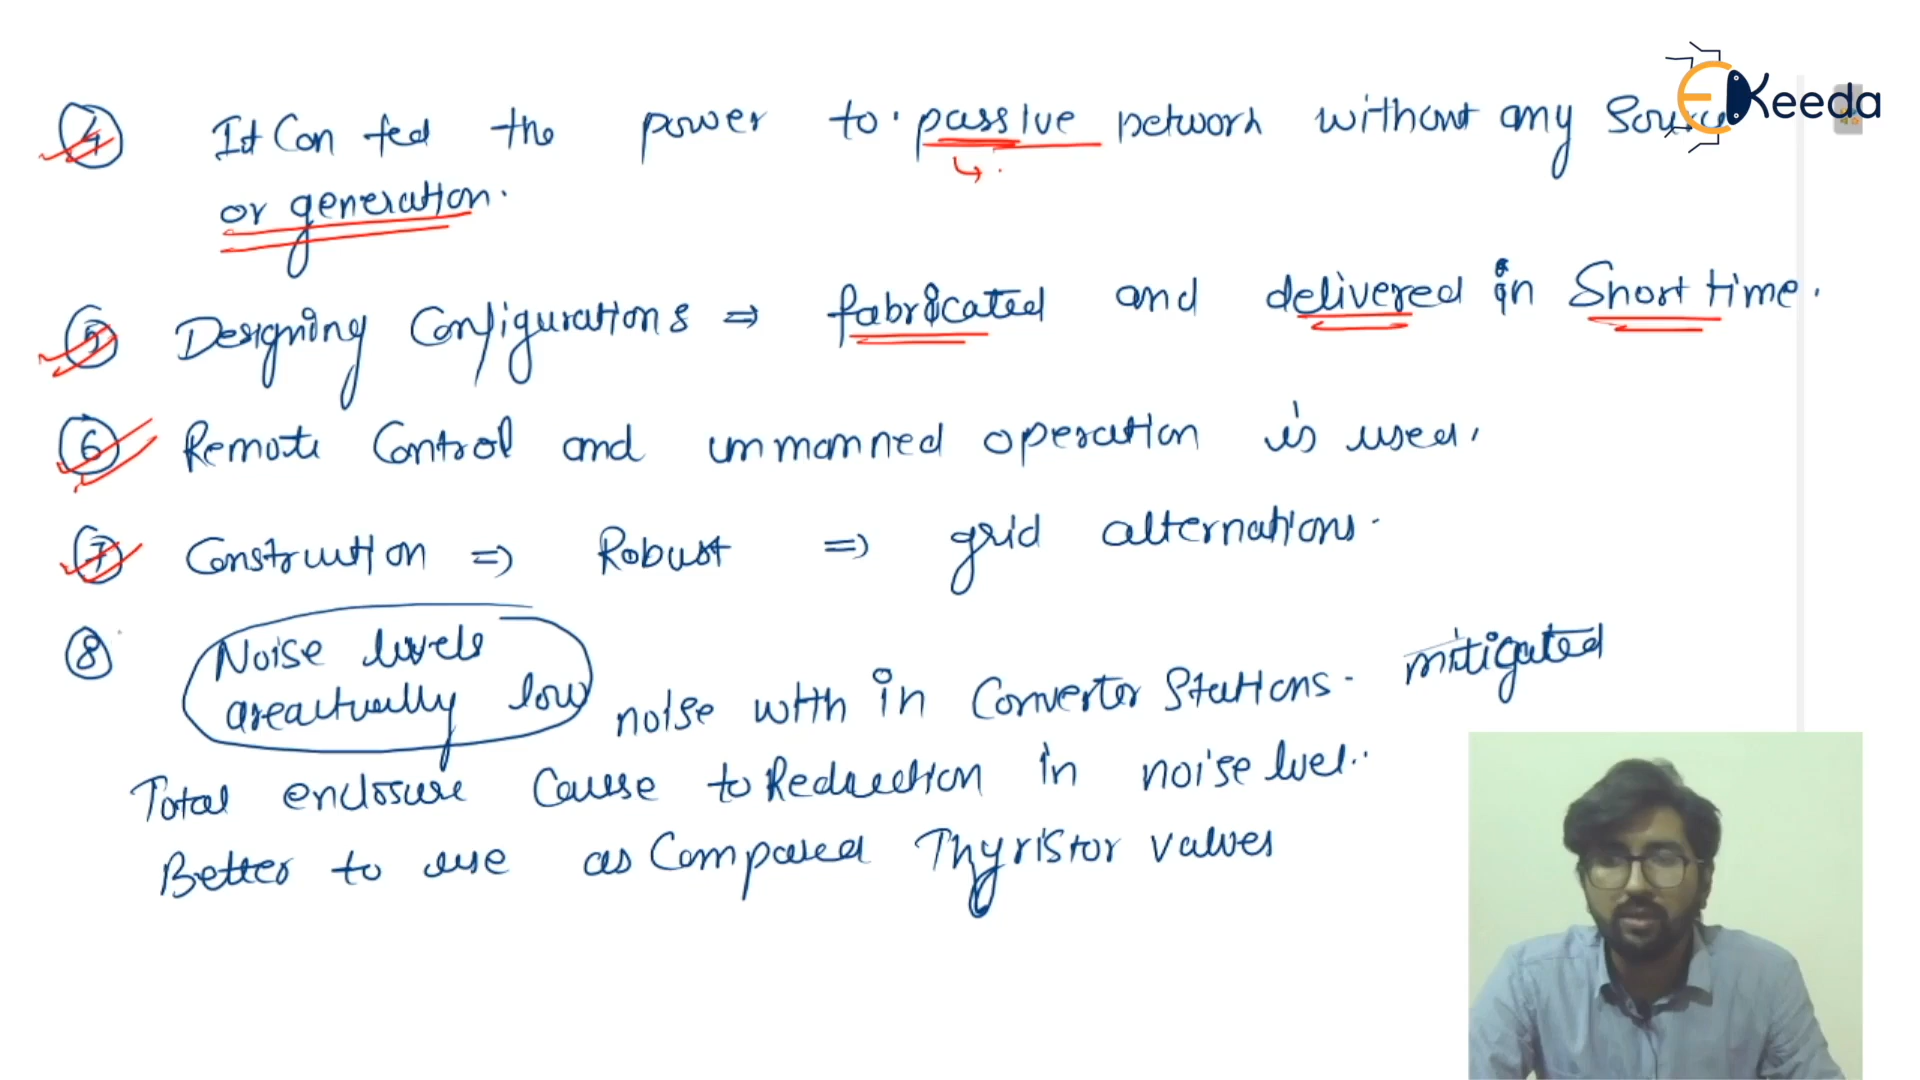 EKeeda
④ It Can fed the power to passive network without any Source
or generation.
⑤ Designing Configurations ⇒ fabricated and delivered in Short time.
⑥ Remote Control and unmanned operation is used.
⑦ Construction ⇒ Robust ⇒ grid alternations.
⑧ Noise levels
are actually low noise with in Converter Stations. mitigated
Total enclosure Cause to Reduction in noise level.
Better to use as Compared Thyristor valves